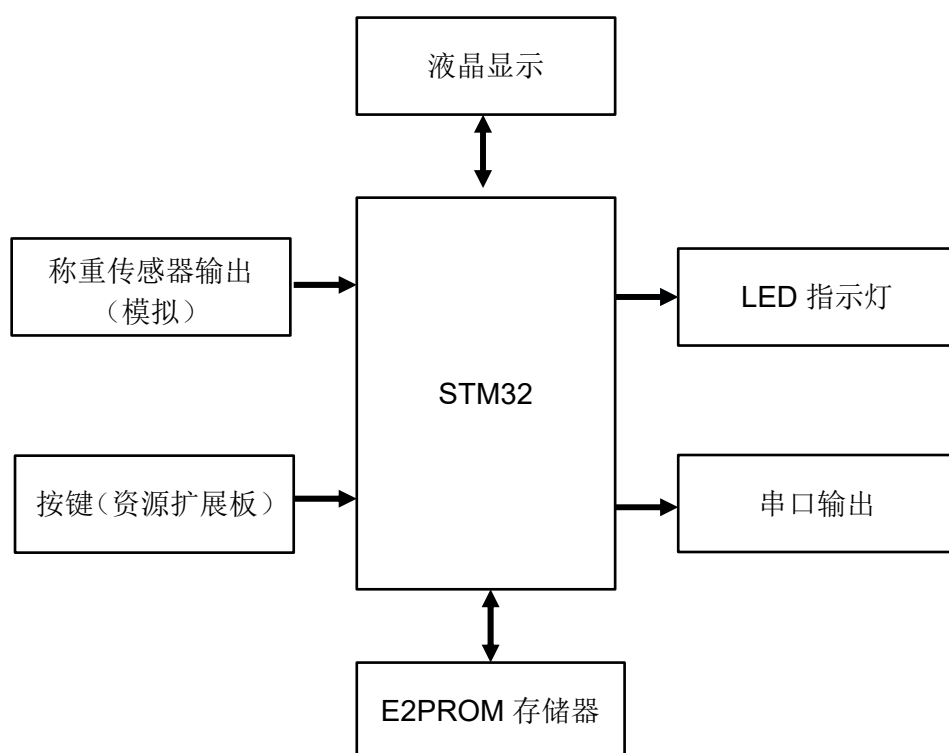 液晶显示
称重传感器输出
（模拟）
LED 指示灯
STM32
按键（资源扩展板）
串口输出
E2PROM 存储器